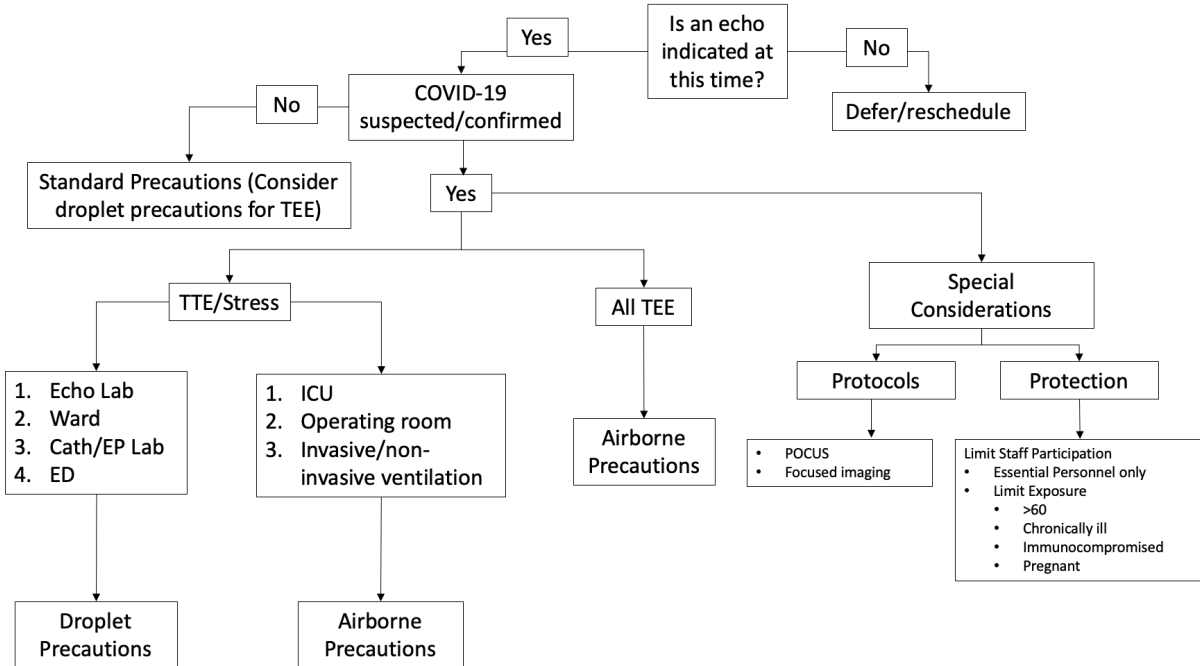 Is an echo
indicated at
this time?
Yes
No
Defer/reschedule
COVID-19
suspected/confirmed
No
Standard Precautions (Consider
droplet precautions for TEE)
Yes
TTE/Stress
All TEE
Special
Considerations
1. Echo Lab
2. Ward
3. Cath/EP Lab
4. ED
1. ICU
2. Operating room
3. Invasive/non-
invasive ventilation
Airborne
Precautions
Protocols
Protection
• POCUS
• Focused imaging
Limit Staff Participation
• Essential Personnel only
• Limit Exposure
• >60
• Chronically ill
• Immunocompromised
• Pregnant
Droplet
Precautions
Airborne
Precautions